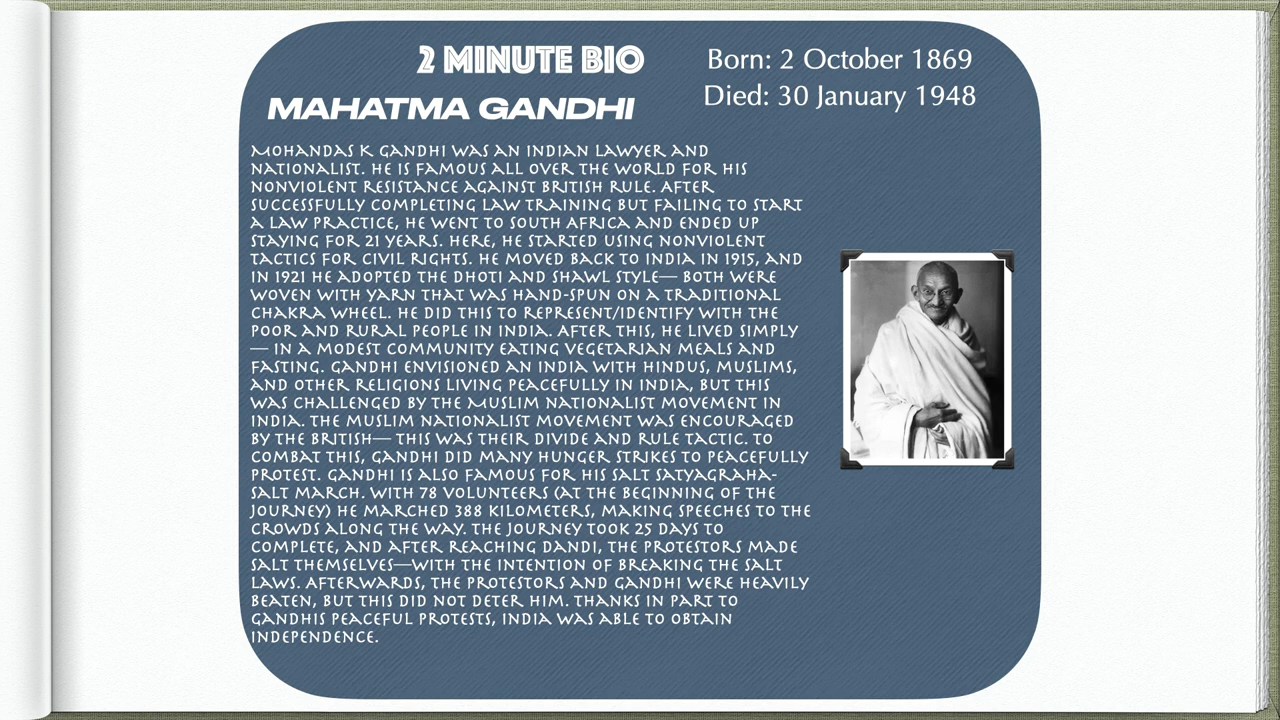 2 MINUTE BIO
MAHATMA GANDHI
Born: 2 October 1869
Died: 30 January 1948
MOHANDAS K GANDHI WAS AN INDIAN LAWYER AND
NATIONALIST. HE IS FAMOUS ALL OVER THE WORLD FOR HIS
NONVIOLENT RESISTANCE AGAINST BRITISH RULE. AFTER
SUCCESSFULLY COMPLETING LAW TRAINING BUT FAILING TO START
A LAW PRACTICE, HE WENT TO SOUTH AFRICA AND ENDED UP
STAYING FOR 21 YEARS. HERE, HE STARTED USING NONVIOLENT
TACTICS FOR CIVIL RIGHTS. HE MOVED BACK TO INDIA IN 1915, AND
IN 1921 HE ADOPTED THE DHOTI AND SHAWL STYLE— BOTH WERE
WOVEN WITH YARN THAT WAS HAND-SPUN ON A TRADITIONAL
CHAKRA WHEEL. HE DID THIS TO REPRESENT/IDENTIFY WITH THE
POOR AND RURAL PEOPLE IN INDIA. AFTER THIS, HE LIVED SIMPLY
— IN A MODEST COMMUNITY EATING VEGETARIAN MEALS AND
FASTING. GANDHI ENVISIONED AN INDIA WITH HINDUS, MUSLIMS,
AND OTHER RELIGIONS LIVING PEACEFULLY IN INDIA, BUT THIS
WAS CHALLENGED BY THE MUSLIM NATIONALIST MOVEMENT IN
INDIA. THE MUSLIM NATIONALIST MOVEMENT WAS ENCOURAGED
BY THE BRITISH— THIS WAS THEIR DIVIDE AND RULE TACTIC. TO
COMBAT THIS, GANDHI DID MANY HUNGER STRIKES TO PEACEFULLY
PROTEST. GANDHI IS ALSO FAMOUS FOR HIS SALT SATYAGRAHA-
SALT MARCH. WITH 78 VOLUNTEERS (AT THE BEGINNING OF THE
JOURNEY) HE MARCHED 388 KILOMETERS, MAKING SPEECHES TO THE
CROWDS ALONG THE WAY. THE JOURNEY TOOK 25 DAYS TO
COMPLETE, AND AFTER REACHING DANDI, THE PROTESTORS MADE
SALT THEMSELVES—WITH THE INTENTION OF BREAKING THE SALT
LAWS. AFTERWARDS, THE PROTESTORS AND GANDHI WERE HEAVILY
BEATEN, BUT THIS DID NOT DETER HIM. THANKS IN PART TO
GANDHIS PEACEFUL PROTESTS, INDIA WAS ABLE TO OBTAIN
INDEPENDENCE.